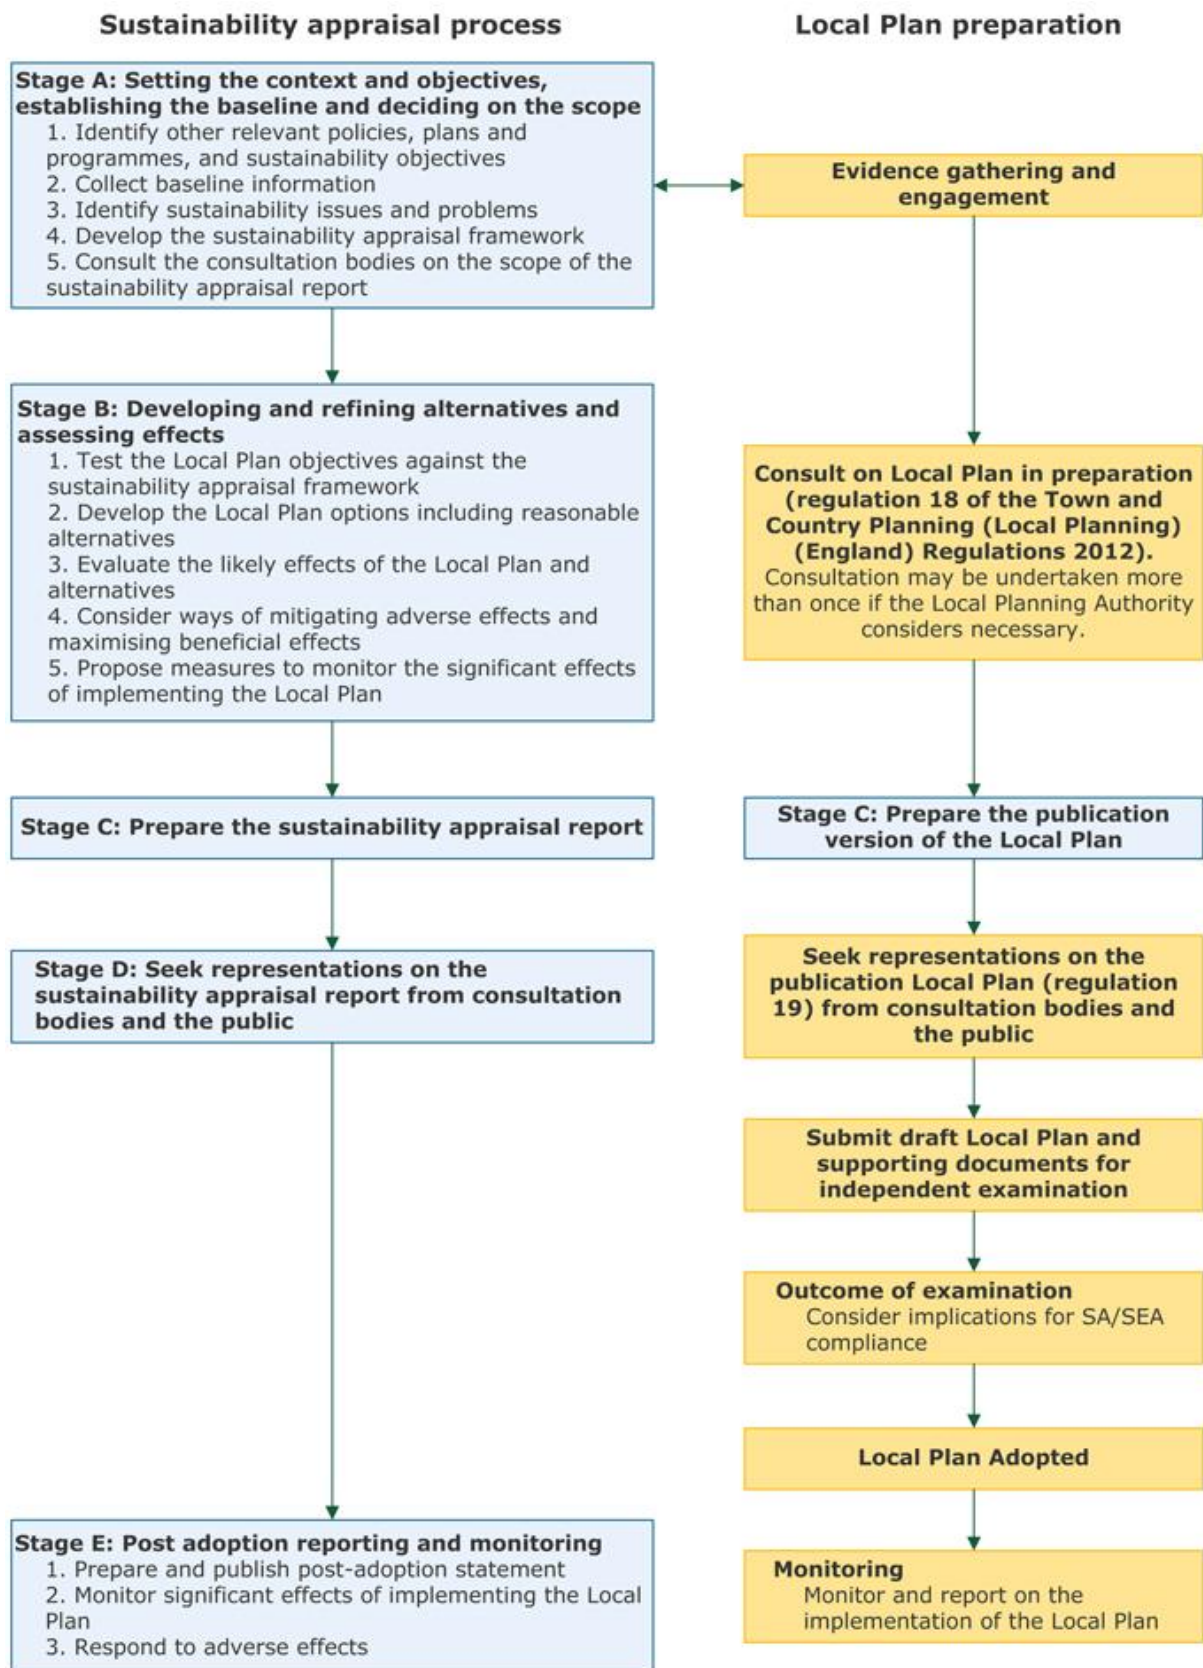 Sustainability appraisal process
Local Plan preparation
Stage A: Setting the context and objectives,
establishing the baseline and deciding on the scope
1. Identify other relevant policies, plans and
programmes, and sustainability objectives
2. Collect baseline information
3. Identify sustainability issues and problems
4. Develop the sustainability appraisal framework
5. Consult the consultation bodies on the scope of the
sustainability appraisal report
Evidence gathering and
engagement
Stage B: Developing and refining alternatives and
assessing effects
1. Test the Local Plan objectives against the
sustainability appraisal framework
2. Develop the Local Plan options including reasonable
alternatives
3. Evaluate the likely effects of the Local Plan and
alternatives
4. Consider ways of mitigating adverse effects and
maximising beneficial effects
5. Propose measures to monitor the significant effects
of implementing the Local Plan
Consult on Local Plan in preparation
(regulation 18 of the Town and
Country Planning (Local Planning)
(England) Regulations 2012).
Consultation may be undertaken more
than once if the Local Planning Authority
considers necessary.
Stage C: Prepare the sustainability appraisal report
Stage C: Prepare the publication
version of the Local Plan
Stage D: Seek representations on the
sustainability appraisal report from consultation
bodies and the public
Seek representations on the
publication Local Plan (regulation
19) from consultation bodies and
the public
Submit draft Local Plan and
supporting documents for
independent examination
Outcome of examination
Consider implications for SA/SEA
compliance
Local Plan Adopted
Stage E: Post adoption reporting and monitoring
1. Prepare and publish post-adoption statement
2. Monitor significant effects of implementing the Local
Plan
3. Respond to adverse effects
Monitoring
Monitor and report on the
implementation of the Local Plan